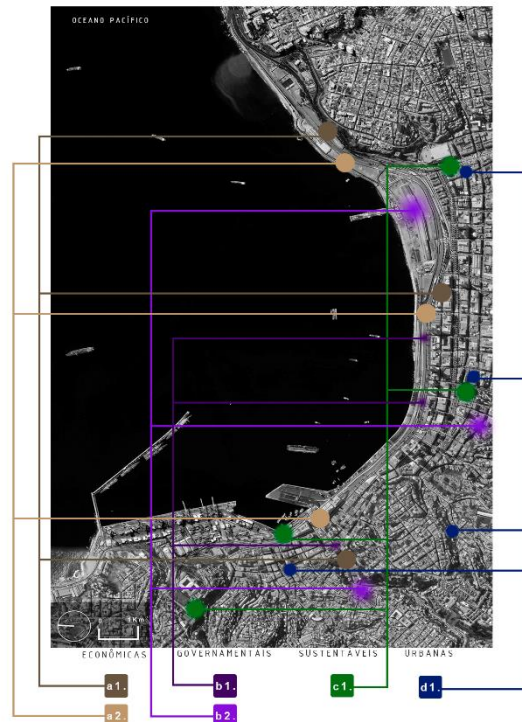 OCEANO PACÍFICO
1Km
ECONÔMICAS GOVERNAMENTAIS SUSTENTÁVEIS URBANAS
a1. b1. c1. d1.
a2. b2.